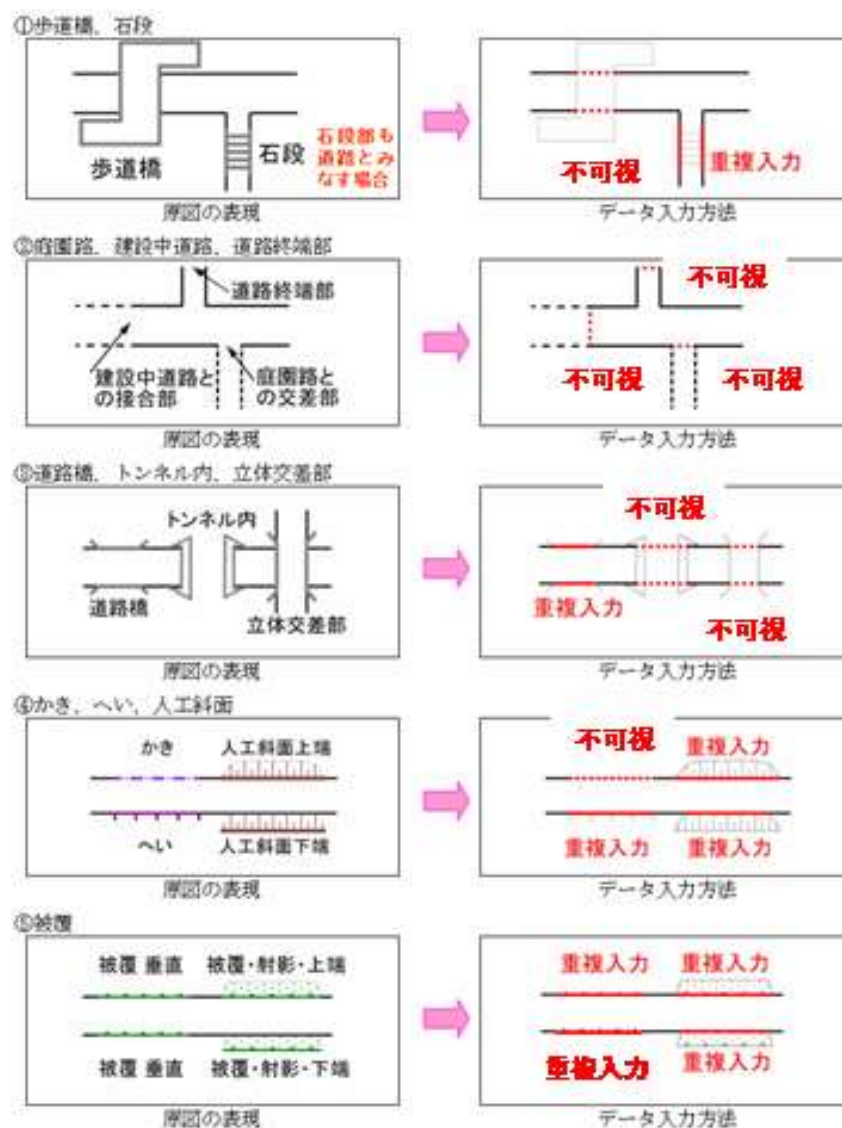 ①歩道橋、石段
歩道橋
石段
石段部も
道路とみ
なす場合
原図の表現
不可視
重複入力
データ入力方法
②庭園路、建設中道路、道路終端部
道路終端部
建設中道路と
の接合部
庭園路と
の交差部
原図の表現
不可視
不可視
不可視
データ入力方法
③道路橋、トンネル内、立体交差部
トンネル内
道路橋
立体交差部
原図の表現
不可視
重複入力
不可視
データ入力方法
④かき、へい、人工斜面
かき
人工斜面上端
へい
人工斜面下端
原図の表現
不可視
重複入力
重複入力
重複入力
データ入力方法
⑤被覆
被覆 垂直
被覆・射影・上端
被覆 垂直
被覆・射影・下端
原図の表現
重複入力
重複入力
重複入力
重複入力
データ入力方法